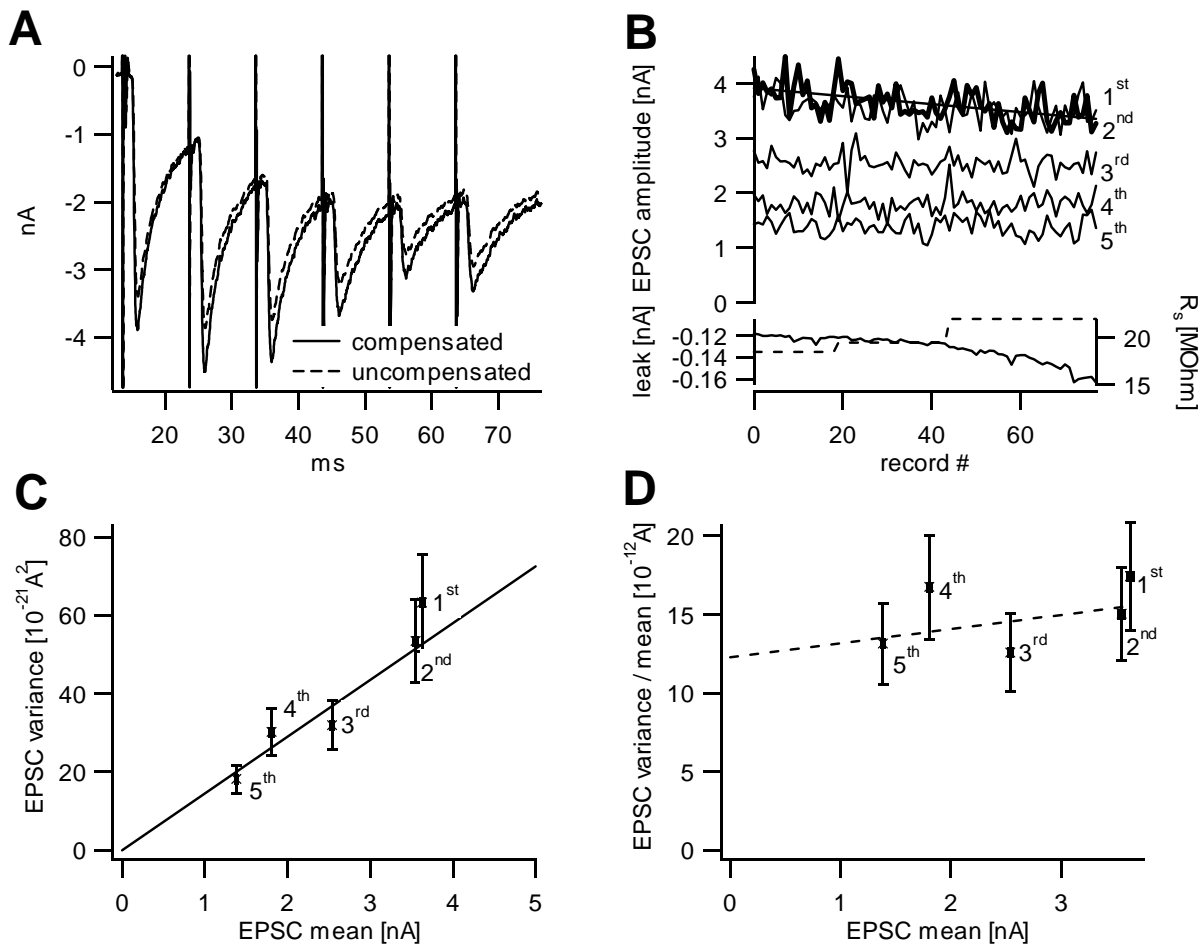 A
0
-1
-2
-3
-4
nA
compensated
uncompensated
20 30 40 50 60 70
ms
B
4
3
2
1
0
EPSC amplitude [nA]
1st
2nd
3rd
4th
5th
leak [nA]
-0.12
-0.14
-0.16
20
15
Rs [MOhm]
0 20 40 60
record #
C
80
60
40
20
0
EPSC variance [10-21A2]
1st
2nd
4th
3rd
5th
0 1 2 3 4 5
EPSC mean [nA]
D
20
15
10
5
0
EPSC variance / mean [10-12A]
4th
1st
2nd
3rd
5th
0 1 2 3
EPSC mean [nA]